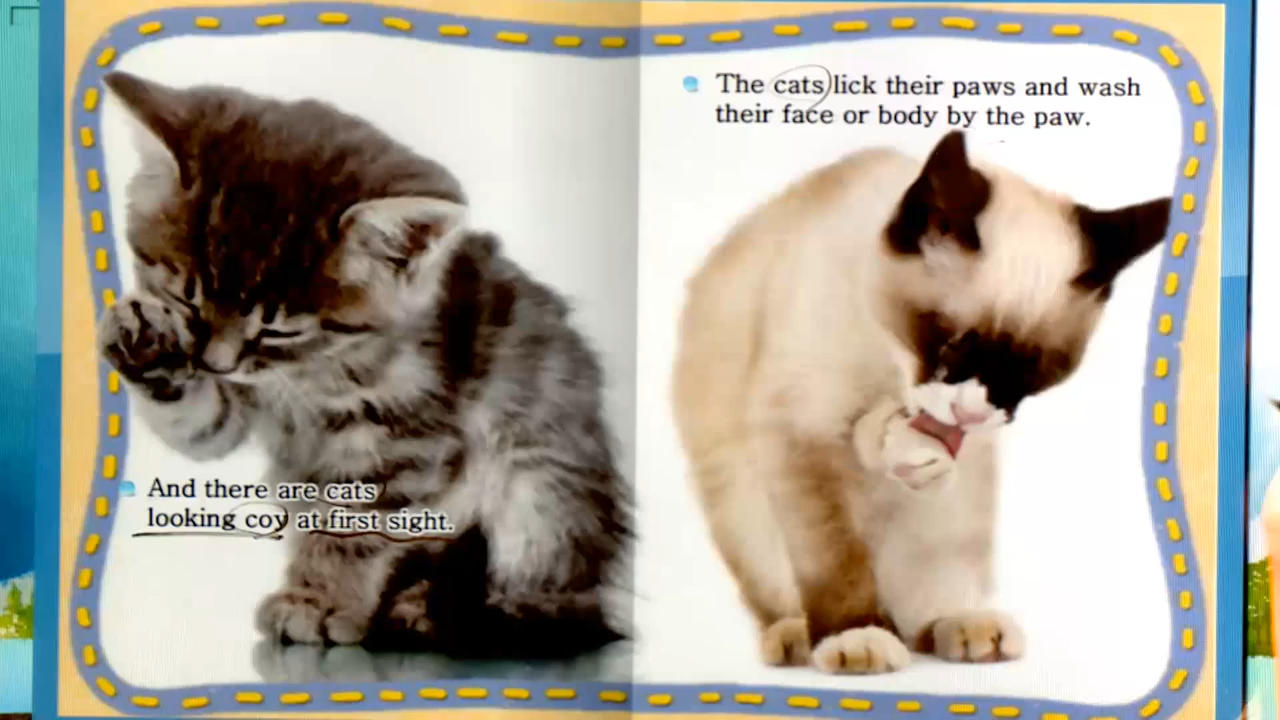 And there are cats
looking coy at first sight.
The cats lick their paws and wash
their face or body by the paw.